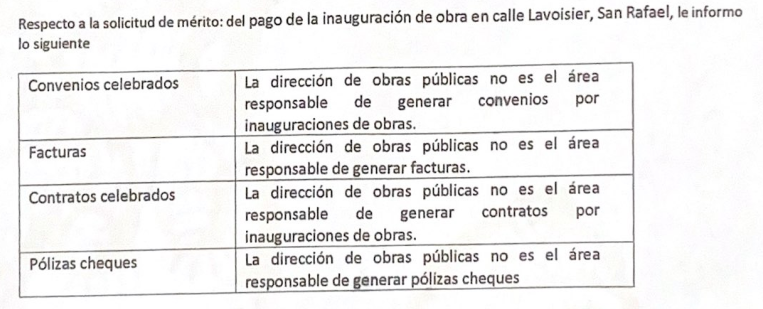 Respecto a la solicitud de mérito: del pago de la inauguración de obra en calle Lavoisier, San Rafael, le informo
lo siguiente
Convenios celebrados
La dirección de obras públicas no es el área
responsable de generar convenios por
inauguraciones de obras.
Facturas
La dirección de obras públicas no es el área
responsable de generar facturas.
Contratos celebrados
La dirección de obras públicas no es el área
responsable de generar contratos por
inauguraciones de obras.
Pólizas cheques
La dirección de obras públicas no es el área
responsable de generar pólizas cheques